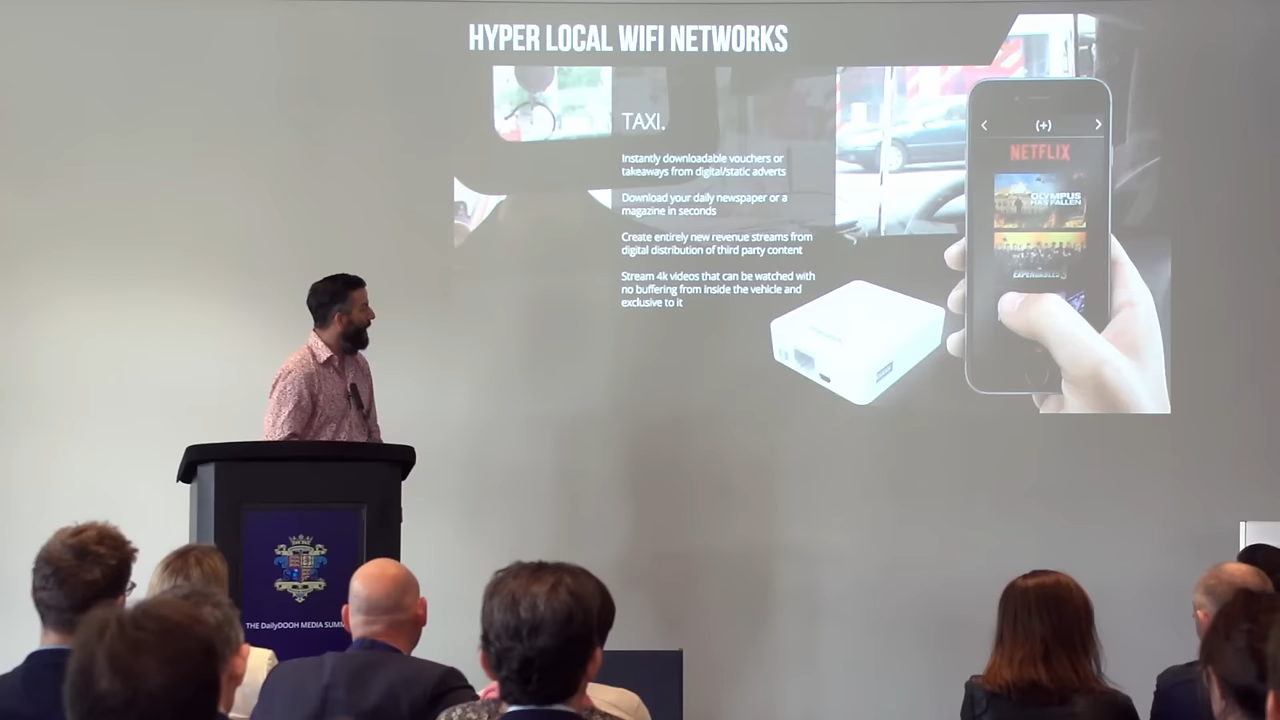 HYPER LOCAL WIFI NETWORKS
TAXI.
Instantly downloadable vouchers or
takeaways from digital/static adverts
Download your daily newspaper or a
magazine in seconds
Create entirely new revenue streams from
digital distribution of third party content
Stream 4k videos that can be watched with
no buffering from inside the vehicle and
exclusive to it
(+)
NETFLIX
OLYMPUS
HAS FALLEN
EXPENDABLES 3
THE DailyDOOH MEDIA SUMM